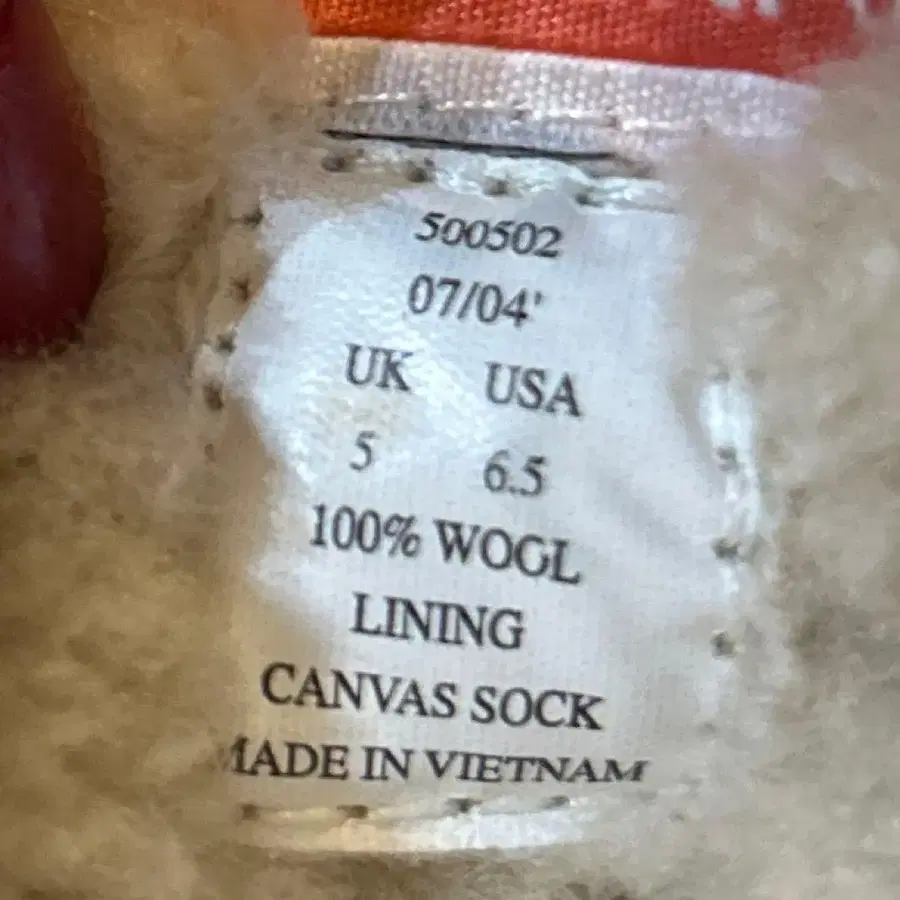 500502
07/04'
UK USA
5 6.5
100% WOGL
LINING
CANVAS SOCK
MADE IN VIETNAM